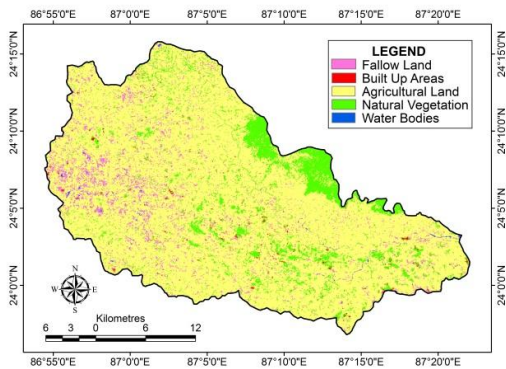 86°55'0"E 87°0'0"E 87°5'0"E 87°10'0"E 87°15'0"E 87°20'0"E
24°15'0"N
24°10'0"N
24°5'0"N
24°0'0"N
LEGEND
Fallow Land
Built Up Areas
Agricultural Land
Natural Vegetation
Water Bodies
N
W E
S
Kilometres
6 3 0 6 12
24°15'0"N
24°10'0"N
24°5'0"N
24°0'0"N
86°55'0"E 87°0'0"E 87°5'0"E 87°10'0"E 87°15'0"E 87°20'0"E